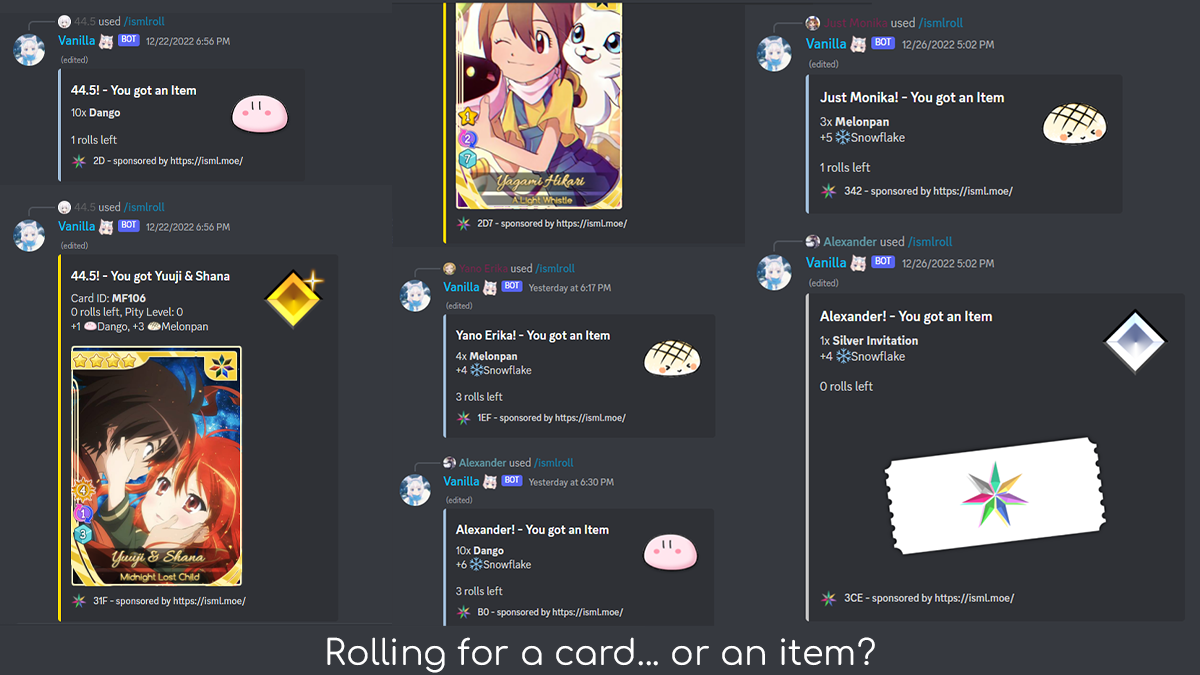 44.5 used /ismlroll
Vanilla BOT 12/22/2022 6:56 PM
(edited)
44.5! - You got an Item
10x Dango
1 rolls left
2D - sponsored by https://isml.moe/
44.5 used /ismlroll
Vanilla BOT 12/22/2022 6:56 PM
(edited)
44.5! - You got Yuuji & Shana
Card ID: MF106
0 rolls left, Pity Level: 0
+1 Dango, +3 Melonpan
4
1
3
Yuuji & Shana
Midnight Lost Child
31F - sponsored by https://isml.moe/
1
2
7
Yagami Hikari
A Light Whistle
2D7 - sponsored by https://isml.moe/
Yano Erika used /ismlroll
Vanilla BOT Yesterday at 6:17 PM
(edited)
Yano Erika! - You got an Item
4x Melonpan
+4 Snowflake
3 rolls left
1EF - sponsored by https://isml.moe/
Alexander used /ismlroll
Vanilla BOT Yesterday at 6:30 PM
(edited)
Alexander! - You got an Item
10x Dango
+6 Snowflake
3 rolls left
B0 - sponsored by https://isml.moe/
Just Monika used /ismlroll
Vanilla BOT 12/26/2022 5:02 PM
(edited)
Just Monika! - You got an Item
3x Melonpan
+5 Snowflake
1 rolls left
342 - sponsored by https://isml.moe/
Alexander used /ismlroll
Vanilla BOT 12/26/2022 5:02 PM
(edited)
Alexander! - You got an Item
1x Silver Invitation
+4 Snowflake
0 rolls left
3CE - sponsored by https://isml.moe/
Rolling for a card... or an item?